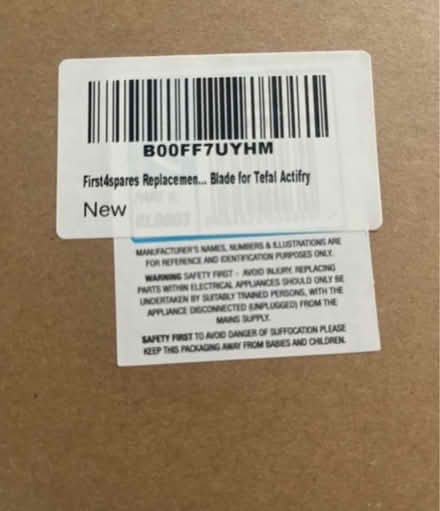 B00FF7UYHM
First4spares Replacemen... Blade for Tefal Actifry
New
MANUFACTURER'S NAMES, NUMBERS & ILLUSTRATIONS ARE
FOR REFERENCE AND IDENTIFICATION PURPOSES ONLY.
WARNING SAFETY FIRST - AVOID INJURY. REPLACING
PARTS WITHIN ELECTRICAL APPLIANCES SHOULD ONLY BE
UNDERTAKEN BY SUITABLY TRAINED PERSONS, WITH THE
APPLIANCE DISCONNECTED (UNPLUGGED) FROM THE
MAINS SUPPLY.
SAFETY FIRST TO AVOID DANGER OF SUFFOCATION PLEASE
KEEP THIS PACKAGING AWAY FROM BABIES AND CHILDREN.